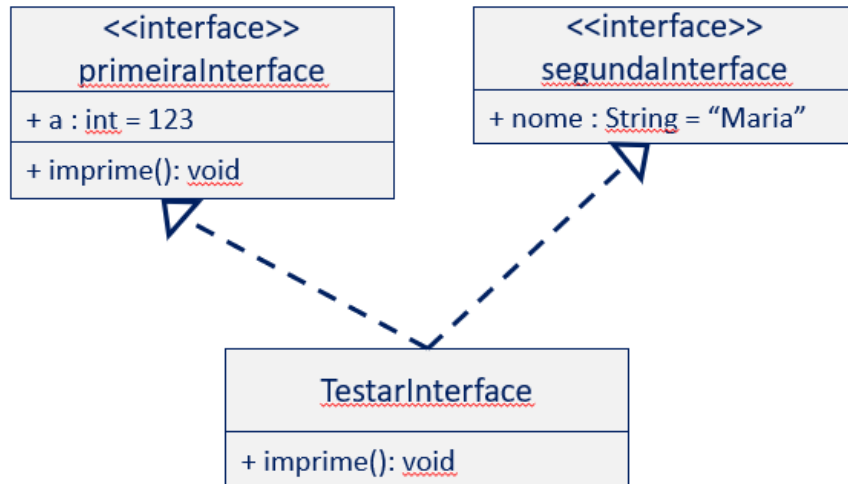 <<interface>>
primeiraInterface
+ a : int = 123
+ imprime(): void
<<interface>>
segundaInterface
+ nome : String = “Maria”
TestarInterface
+ imprime(): void